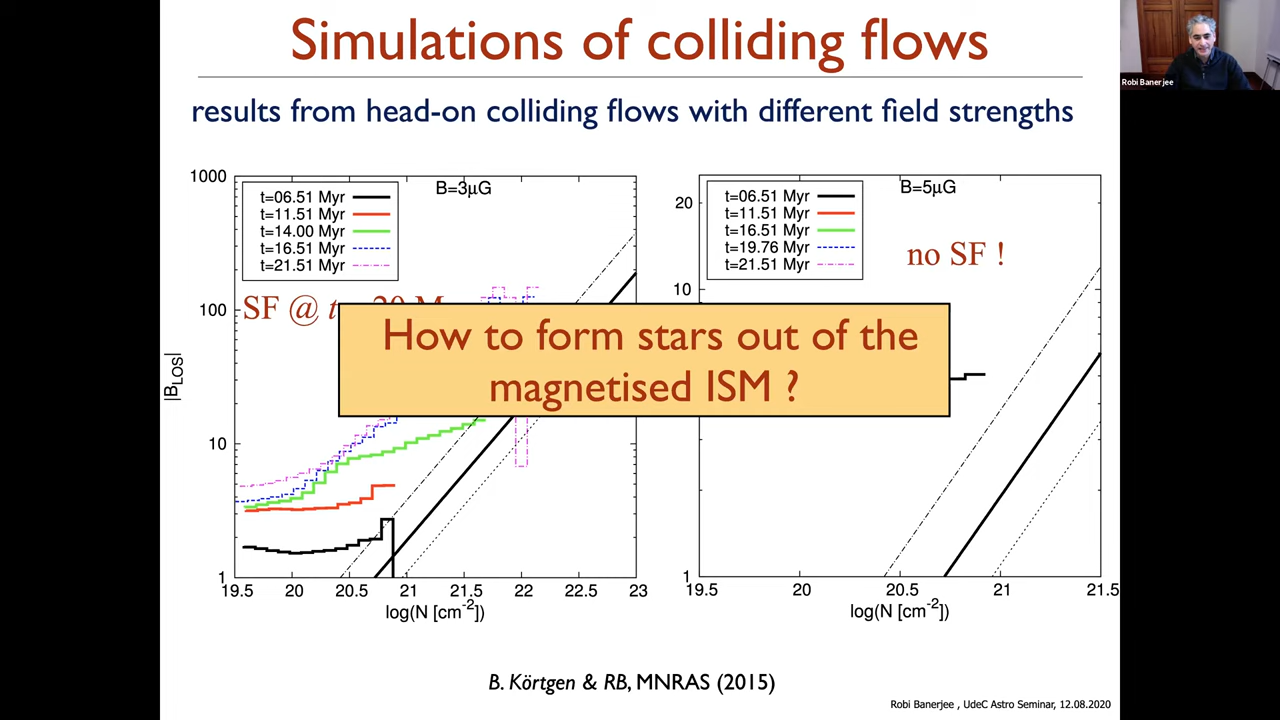 Simulations of colliding flows
results from head-on colliding flows with different field strengths
Robi Banerjee
B=3μG
t=06.51 Myr
t=11.51 Myr
t=14.00 Myr
t=16.51 Myr
t=21.51 Myr
SF @ t
1000
100
10
1
|B_LOS|
19.5 20 20.5 21 21.5 22 22.5 23
log(N [cm⁻²])
B=5μG
t=06.51 Myr
t=11.51 Myr
t=16.51 Myr
t=19.76 Myr
t=21.51 Myr
no SF !
20
10
1
19.5 20 20.5 21 21.5
log(N [cm⁻²])
How to form stars out of the
magnetised ISM ?
B. Körtgen & RB, MNRAS (2015)
Robi Banerjee , UdeC Astro Seminar, 12.08.2020